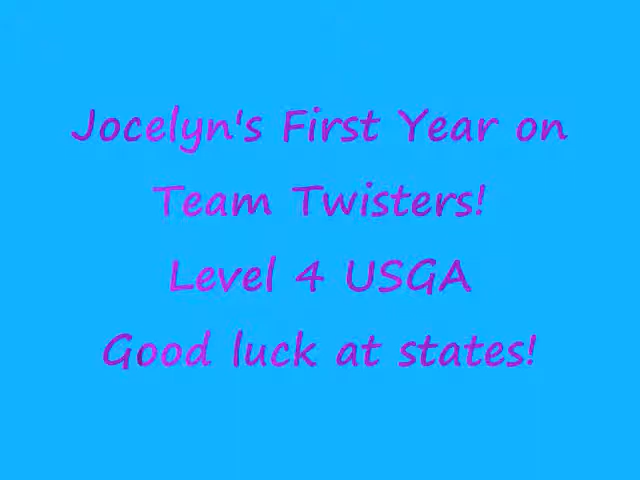 Jocelyn's First Year on
Team Twisters!
Level 4 USGA
Good luck at states!